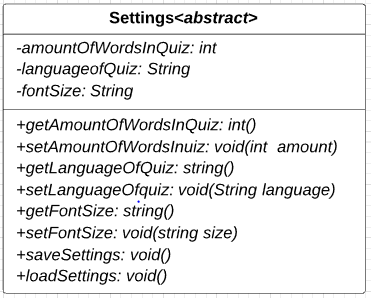 Settings<abstract>
-amountOfWordsInQuiz: int
-languageofQuiz: String
-fontSize: String
+getAmountOfWordsInQuiz: int()
+setAmountOfWordsInuiz: void(int amount)
+getLanguageOfQuiz: string()
+setLanguageOfquiz: void(String language)
+getFontSize: string()
+setFontSize: void(string size)
+saveSettings: void()
+loadSettings: void()